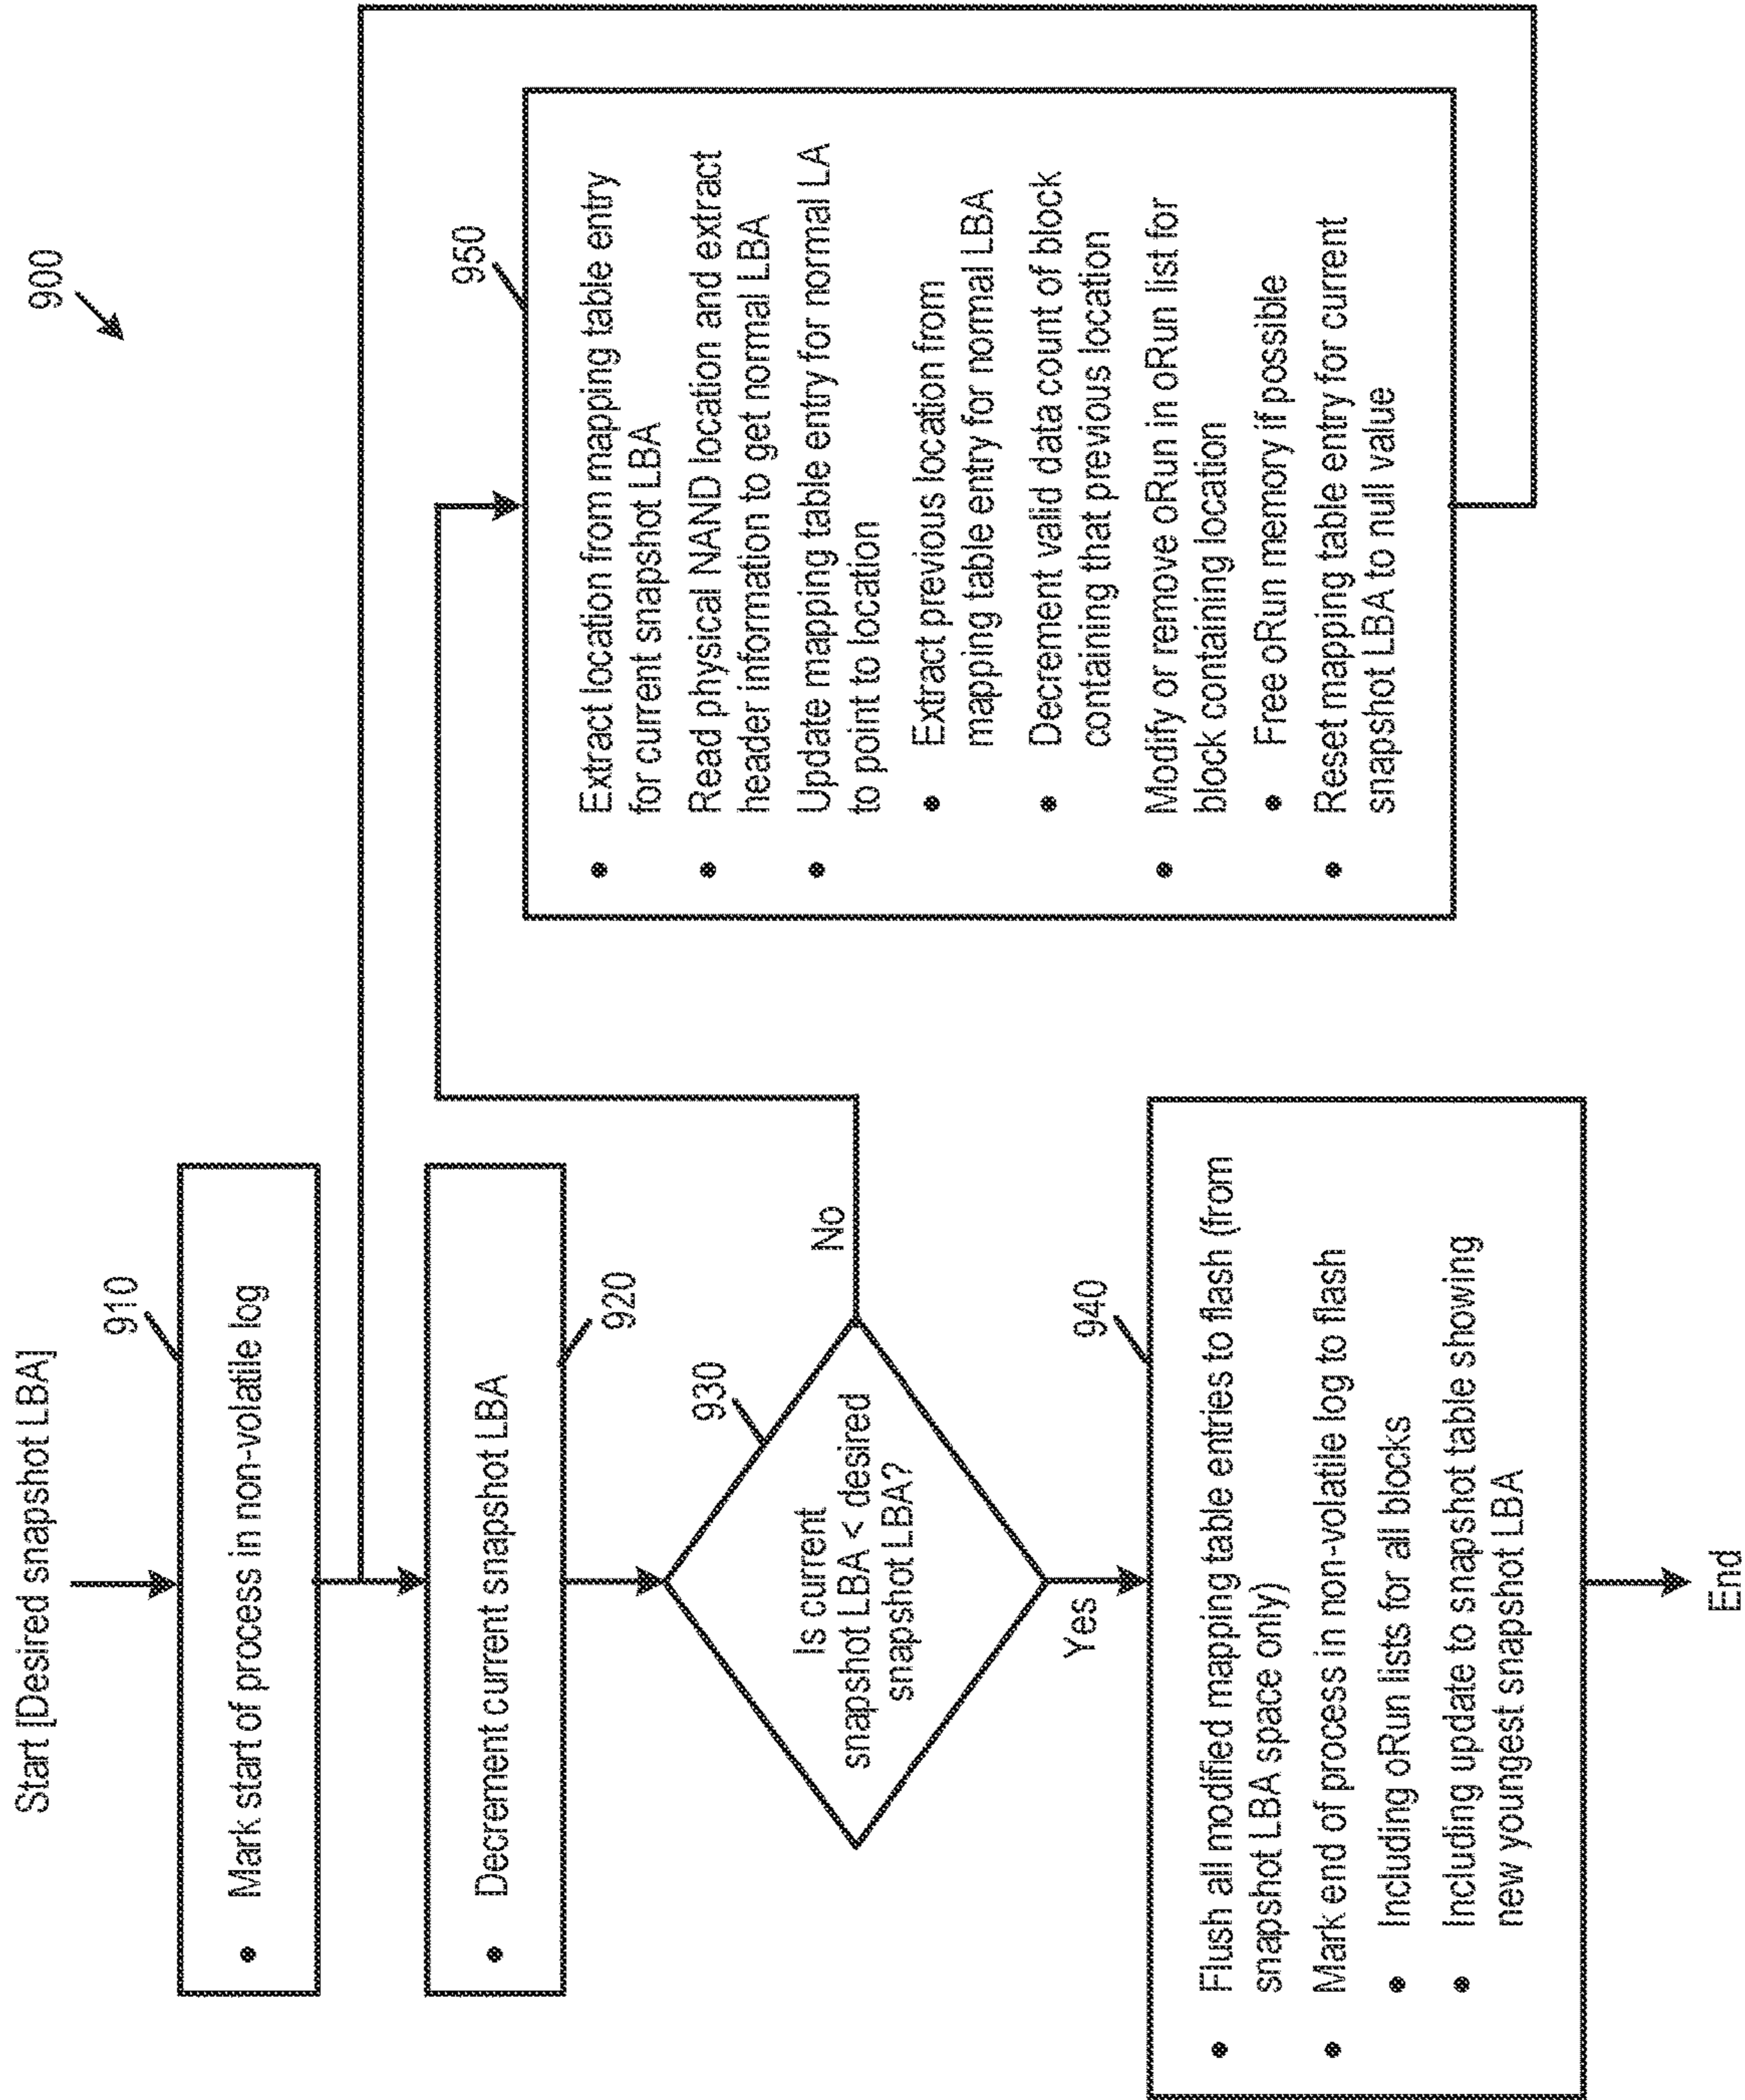 900
Start [Desired snapshot LBA]
910
• Mark start of process in non-volatile log
920
• Decrement current snapshot LBA
930
Is current
snapshot LBA < desired
snapshot LBA?
No
Yes
940
• Flush all modified mapping table entries to flash (from
snapshot LBA space only)
• Mark end of process in non-volatile log to flash
• Including oRun lists for all blocks
• Including update to snapshot table showing
new youngest snapshot LBA
End
950
• Extract location from mapping table entry
for current snapshot LBA
• Read physical NAND location and extract
header information to get normal LBA
• Update mapping table entry for normal LA
to point to location
• Extract previous location from
mapping table entry for normal LBA
• Decrement valid data count of block
containing that previous location
• Modify or remove oRun in oRun list for
block containing location
• Free oRun memory if possible
• Reset mapping table entry for current
snapshot LBA to null value